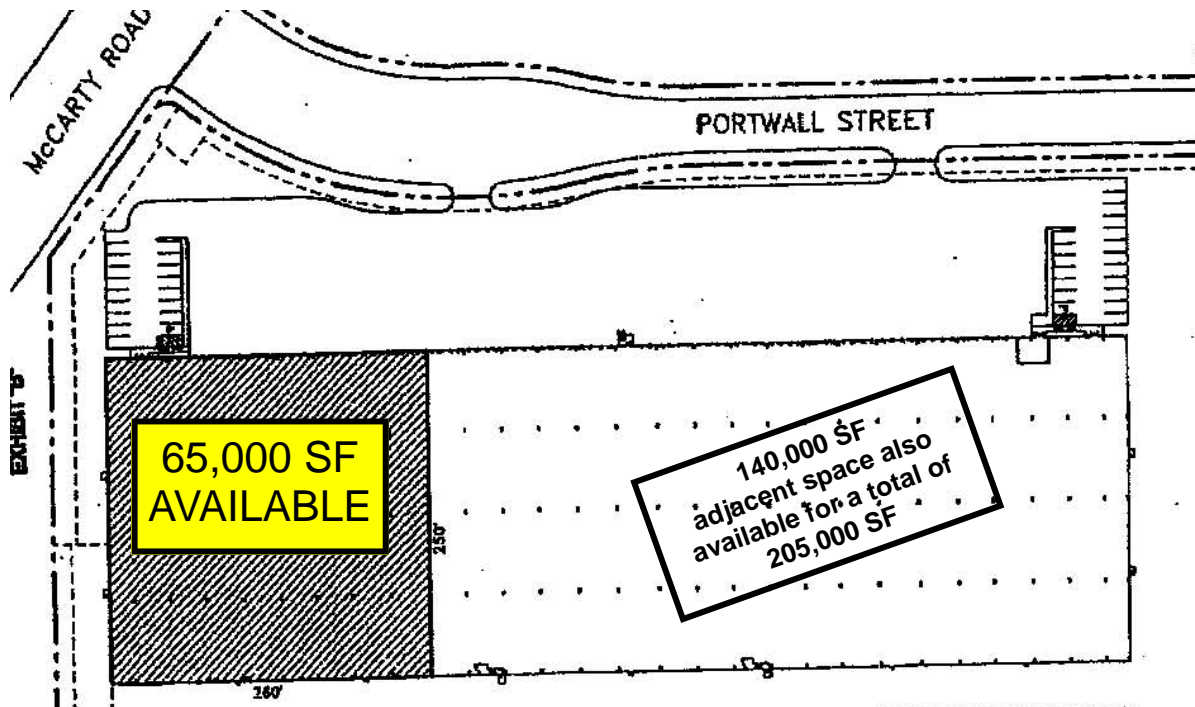 McCARTY ROAD
PORTWALL STREET
EXHIBIT "B"
65,000 SF
AVAILABLE
250'
140,000 SF
adjacent space also
available for a total of
205,000 SF
260'